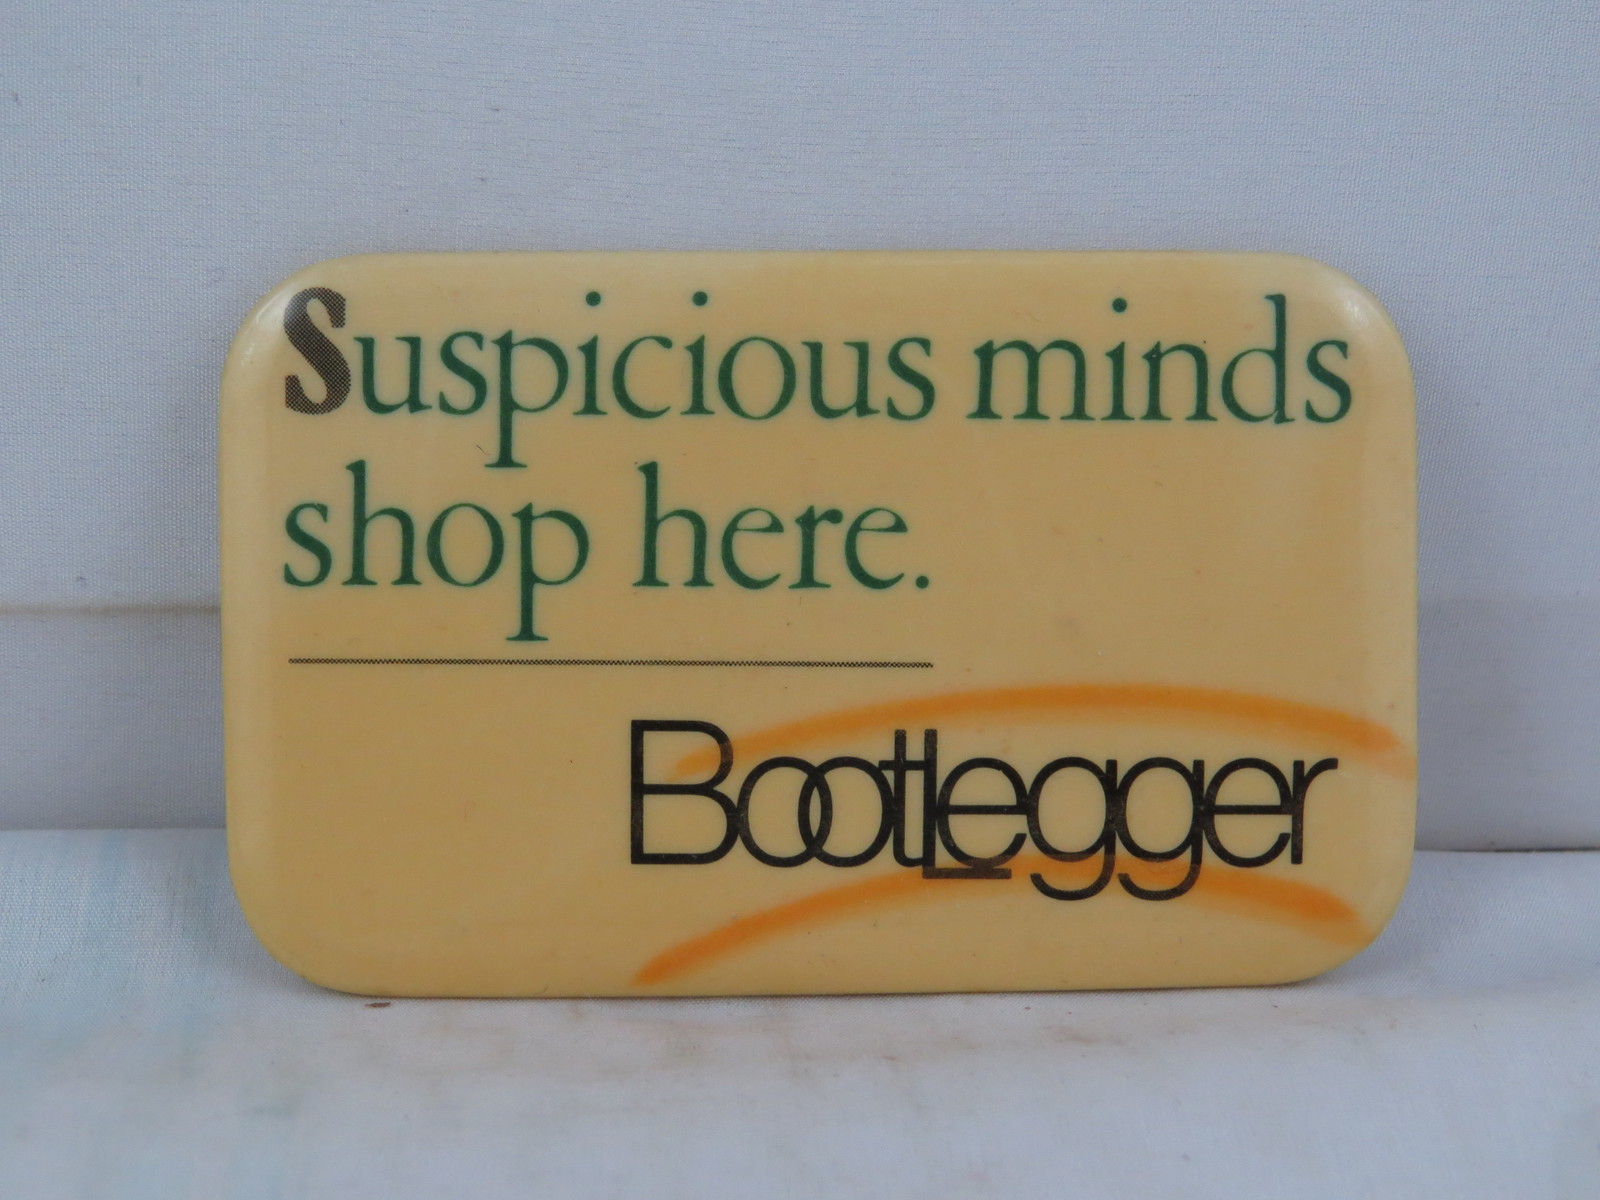 Suspicious minds
shop here.
Bootlegger